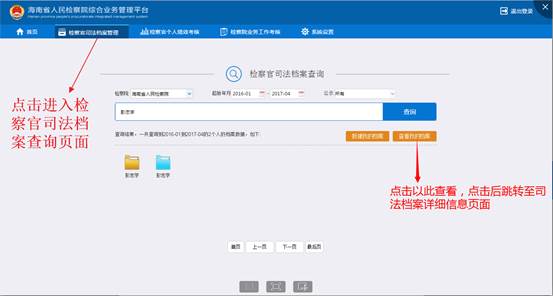 海南省人民检察院综合业务管理平台
Hainan province people's procuratorate integrated management system
退出登录
首页 检察官司法档案管理 检察官个人绩效考核 检察院业务工作考核 系统设置
检察官司法档案查询
检察院: 海南省人民检察院 起始年月 2016-01 - 2017-04 公示: 所有
彭志学 查询
查询结果: 一共查询到2016-01到2017-04的2个人的档案数据, 如下:
新建我的档案 查看我的档案
彭志学 彭志学
首页 上一页 下一页 最后页
点击进入检
察官司法档
案查询页面
点击以此查看，点击后跳转至司
法档案详细信息页面